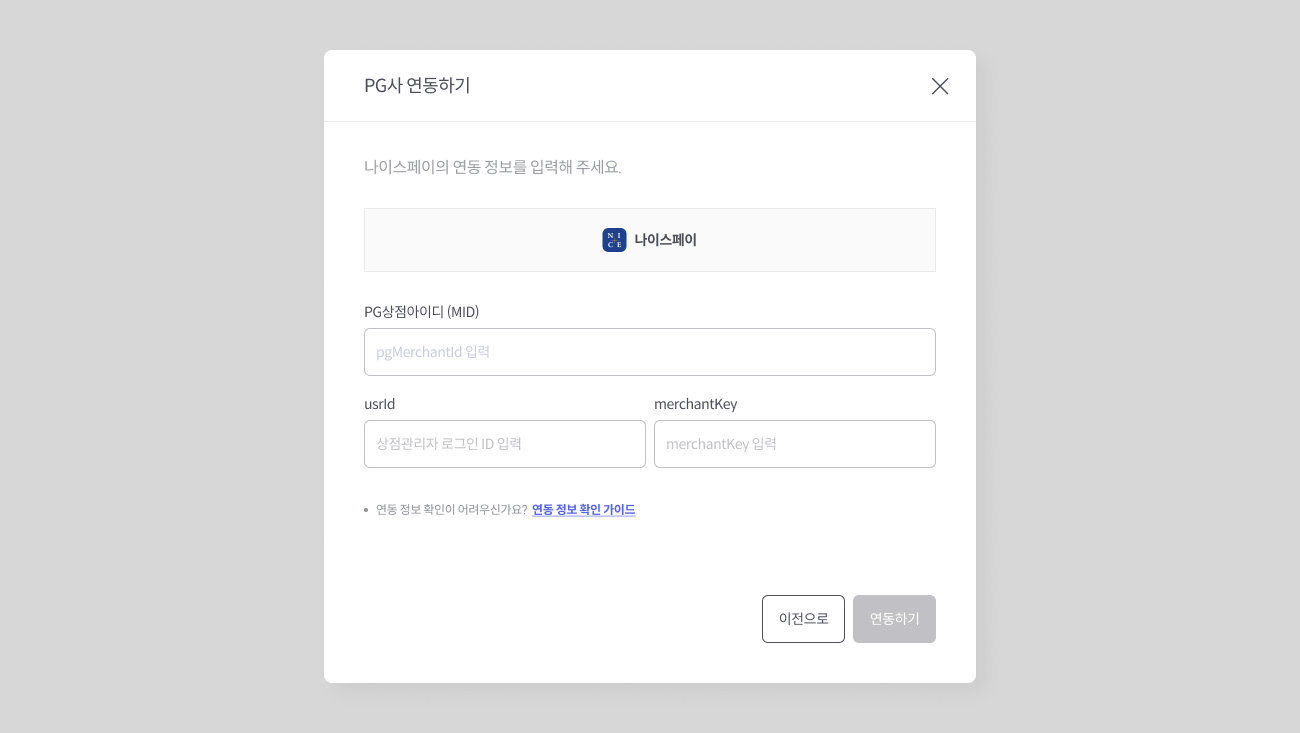 PG사 연동하기
나이스페이의 연동 정보를 입력해 주세요.
NICE 나이스페이
PG상점아이디 (MID)
pgMerchantId 입력
usrId merchantKey
상점관리자 로그인 ID 입력 merchantKey 입력
• 연동 정보 확인이 어려우신가요? 연동 정보 확인 가이드
이전으로 연동하기